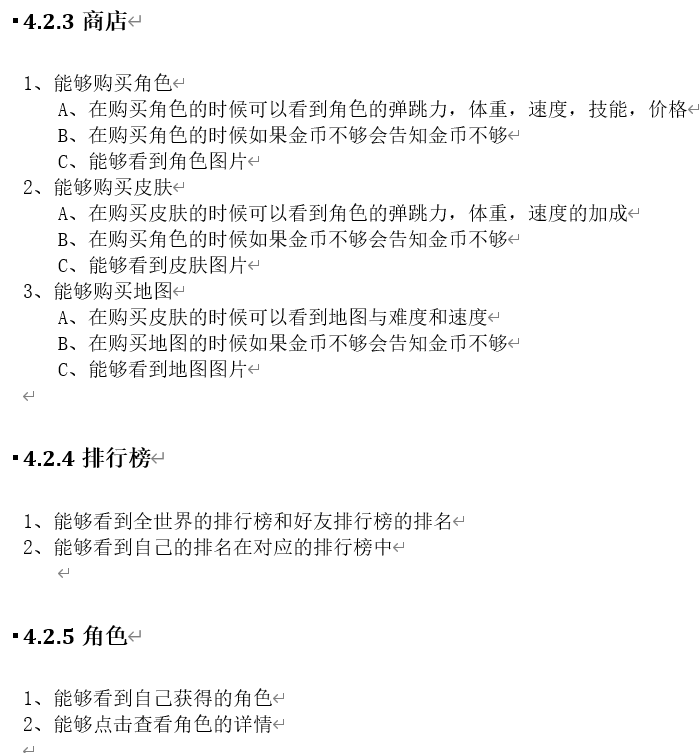 4.2.3 商店
1、能够购买角色
A、在购买角色的时候可以看到角色的弹跳力，体重，速度，技能，价格
B、在购买角色的时候如果金币不够会告知金币不够
C、能够看到角色图片
2、能够购买皮肤
A、在购买皮肤的时候可以看到角色的弹跳力，体重，速度的加成
B、在购买角色的时候如果金币不够会告知金币不够
C、能够看到皮肤图片
3、能够购买地图
A、在购买皮肤的时候可以看到地图与难度和速度
B、在购买地图的时候如果金币不够会告知金币不够
C、能够看到地图图片
4.2.4 排行榜
1、能够看到全世界的排行榜和好友排行榜的排名
2、能够看到自己的排名在对应的排行榜中
4.2.5 角色
1、能够看到自己获得的角色
2、能够点击查看角色的详情